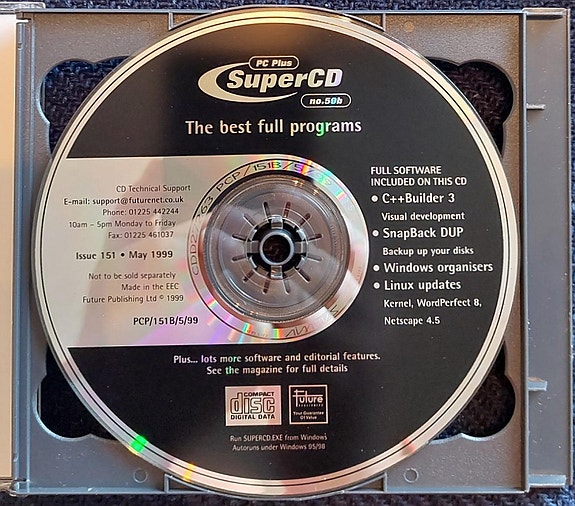 PC Plus
SuperCD
no.50b
The best full programs
CD Technical Support
E-mail: support@futurenet.co.uk
Phone: 01225 442244
10am – 5pm Monday to Friday
Fax: 01225 461037
Issue 151 • May 1999
Not to be sold separately
Made in the EEC
Future Publishing Ltd © 1999
PCP/151B/5/99
FULL SOFTWARE
INCLUDED ON THIS CD
• C++Builder 3
Visual development
• SnapBack DUP
Backup up your disks
• Windows organisers
• Linux updates
Kernel, WordPerfect 8,
Netscape 4.5
Plus... lots more software and editorial features.
See the magazine for full details
COMPACT
disc
DIGITAL DATA
Future
PUBLISHING
Your Guarantee
Of Value
Run SUPERCD.EXE from Windows
Autoruns under Windows 95/98